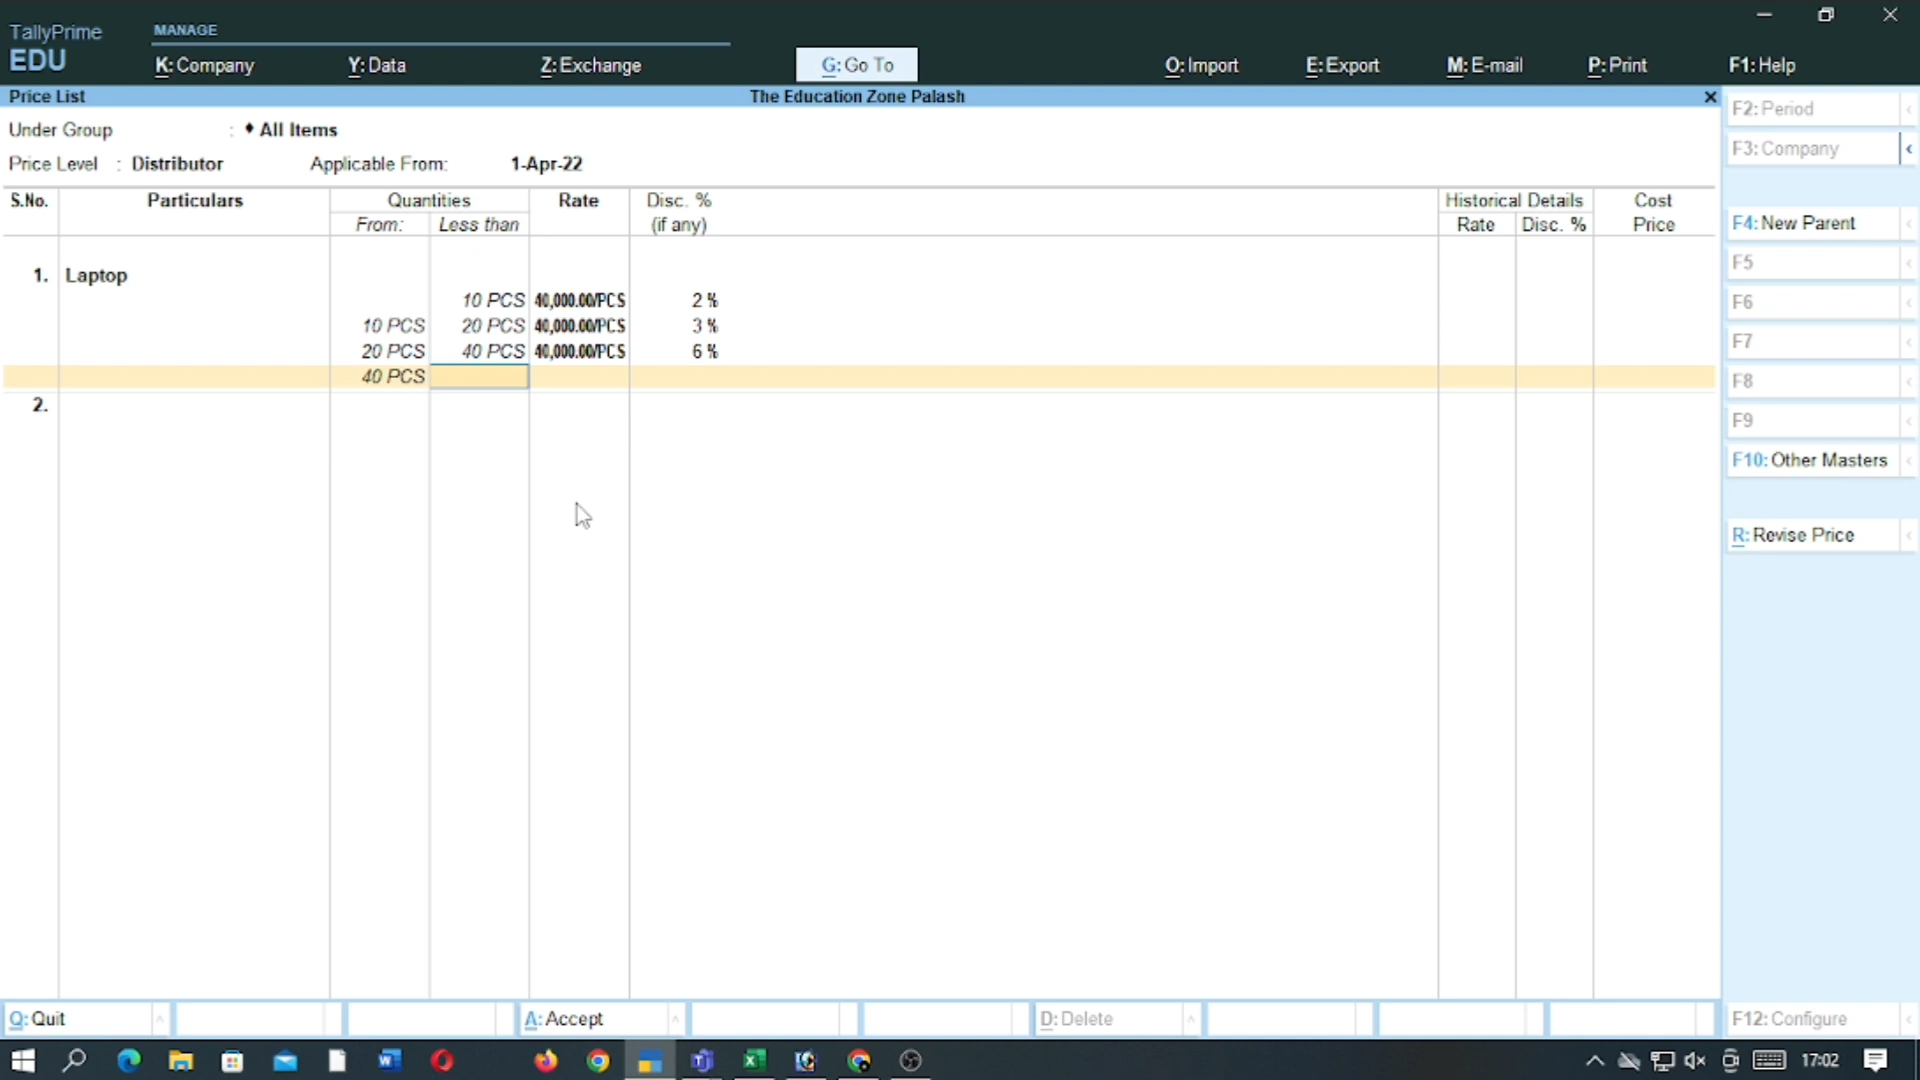 TallyPrime
EDU
MANAGE
K: Company
Y: Data
Z: Exchange
G: Go To
O: Import
E: Export
M: E-mail
P: Print
F1: Help
Price List
The Education Zone Palash
Under Group : ♦ All Items
Price Level : Distributor Applicable From: 1-Apr-22
S.No. Particulars Quantities Rate Disc. % Historical Details Cost
From: Less than (if any) Rate Disc. % Price
1. Laptop
10 PCS 40,000.00/PCS 2 %
10 PCS 20 PCS 40,000.00/PCS 3 %
20 PCS 40 PCS 40,000.00/PCS 6 %
40 PCS
2.
F2: Period
F3: Company
F4: New Parent
F5
F6
F7
F8
F9
F10: Other Masters
R: Revise Price
F12: Configure
Q: Quit
A: Accept
D: Delete
17:02